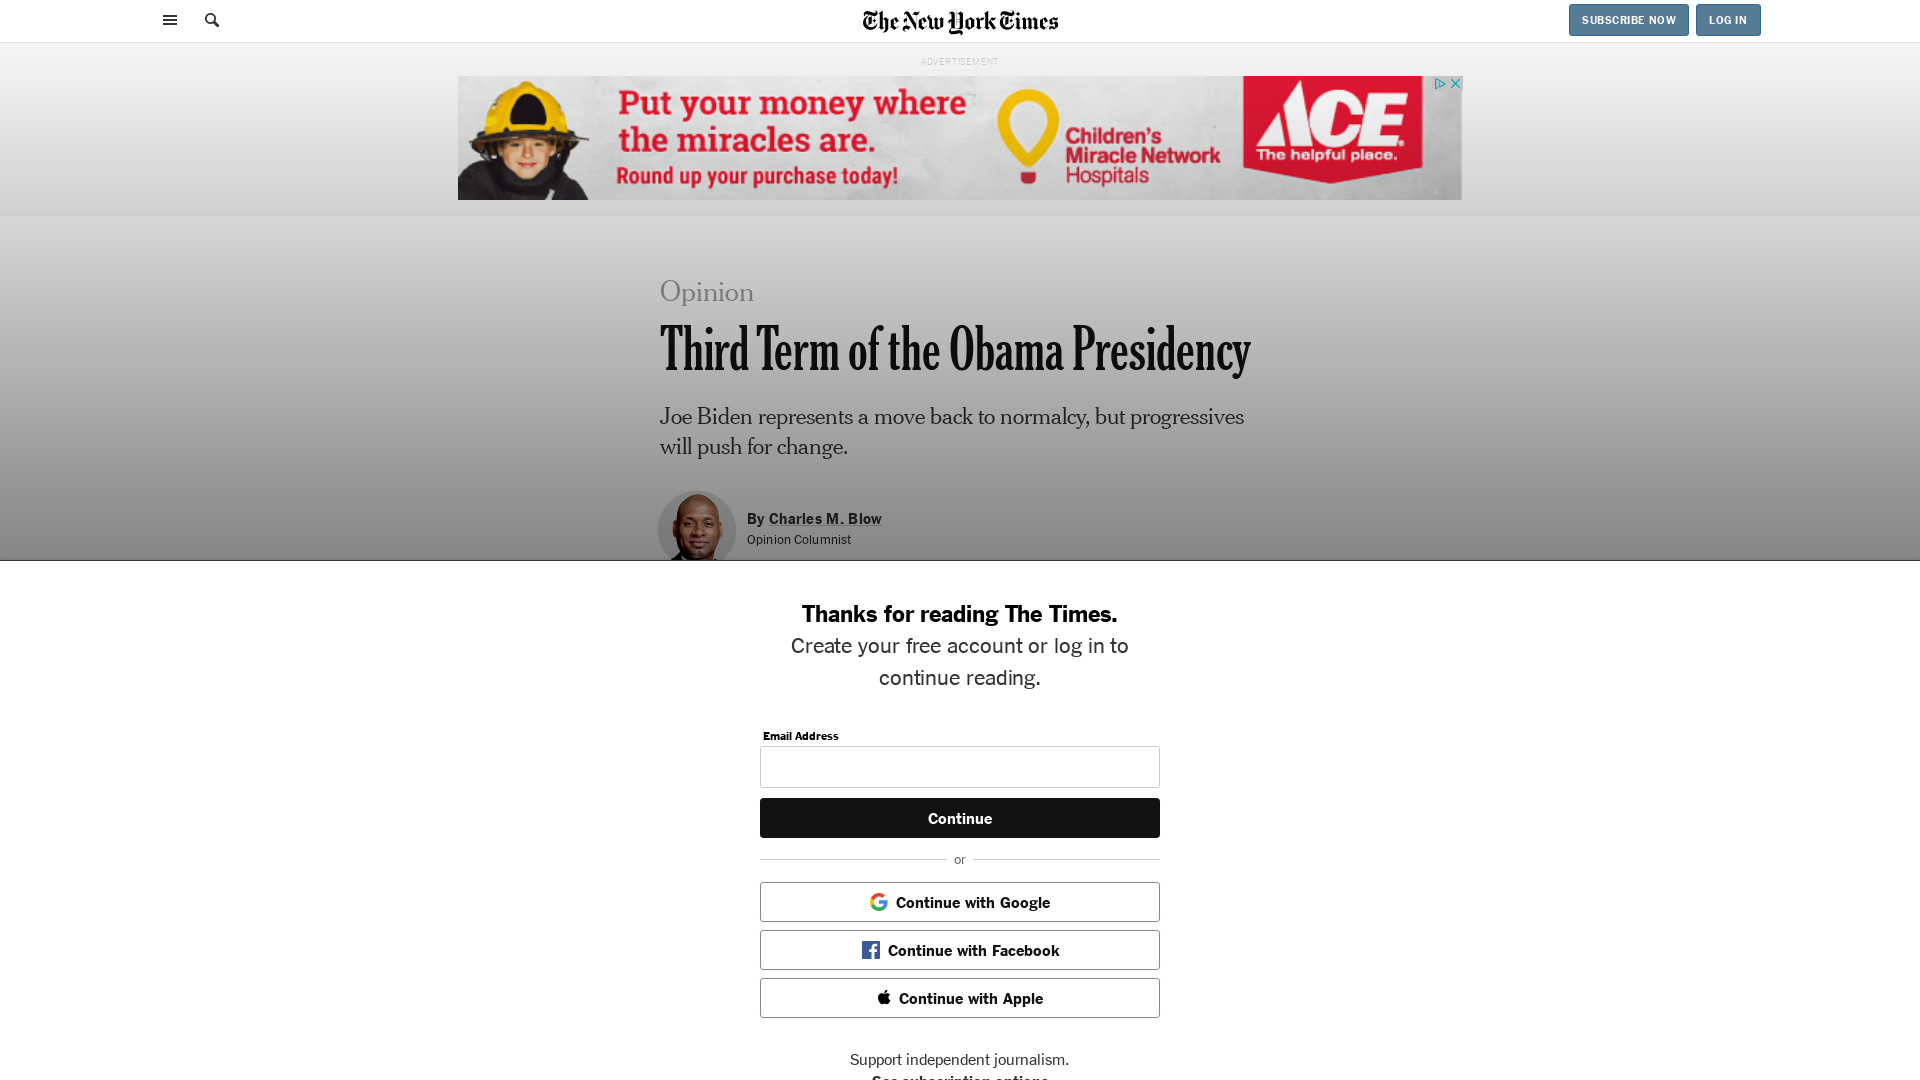 The New York Times
SUBSCRIBE NOW
LOG IN
ADVERTISEMENT
Put your money where
the miracles are.
Round up your purchase today!
Children's
Miracle Network
Hospitals
ACE
The helpful place.
Opinion
Third Term of the Obama Presidency
Joe Biden represents a move back to normalcy, but progressives
will push for change.
By Charles M. Blow
Opinion Columnist
Thanks for reading The Times.
Create your free account or log in to
continue reading.
Email Address
Continue
or
Continue with Google
Continue with Facebook
Continue with Apple
Support independent journalism.
See subscription options